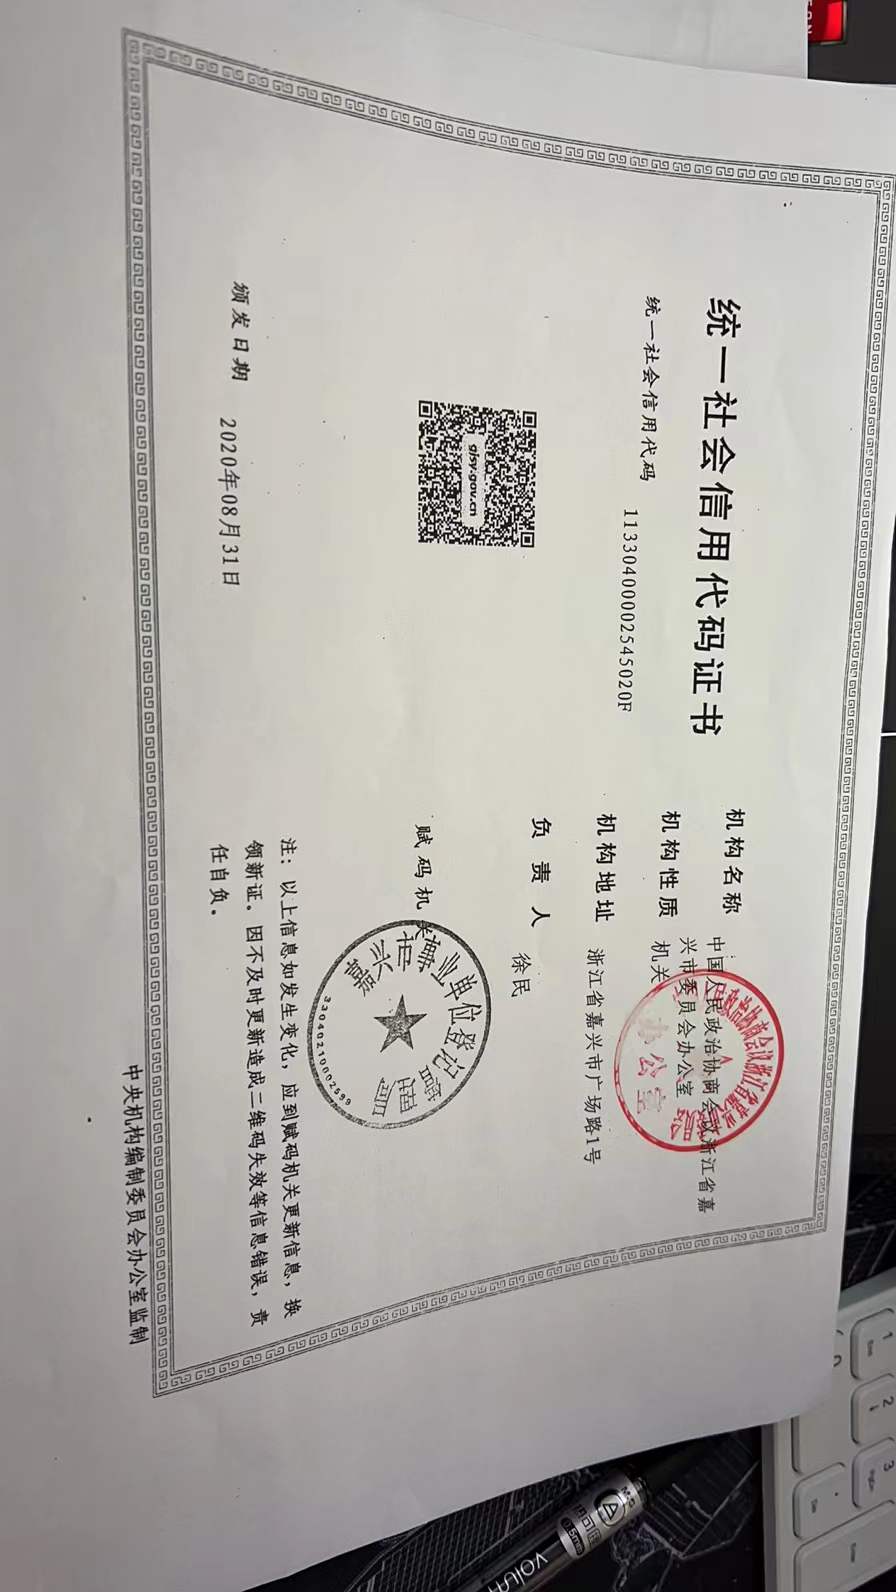 统一社会信用代码证书
统一社会信用代码
11330400002545020F
gjsy.gov.cn
颁发日期
2020年08月31日
机构名称
中国人民政治协商会议浙江省嘉
兴市委员会办公室
机构性质
机关
机构地址
浙江省嘉兴市广场路1号
负责人
徐民
赋码机关
嘉兴市事业单位登记管理局
33040210002599
中国人民政治协商会议浙江省嘉兴市委员会
办公室
注：以上信息如发生变化，应到赋码机关更新信息，换
领新证。因不及时更新造成二维码失效等信息错误，责
任自负。
中央机构编制委员会办公室监制
1
End
2
↓
3
PgDn
0
.
Del
Enter
M&G
0.5mm